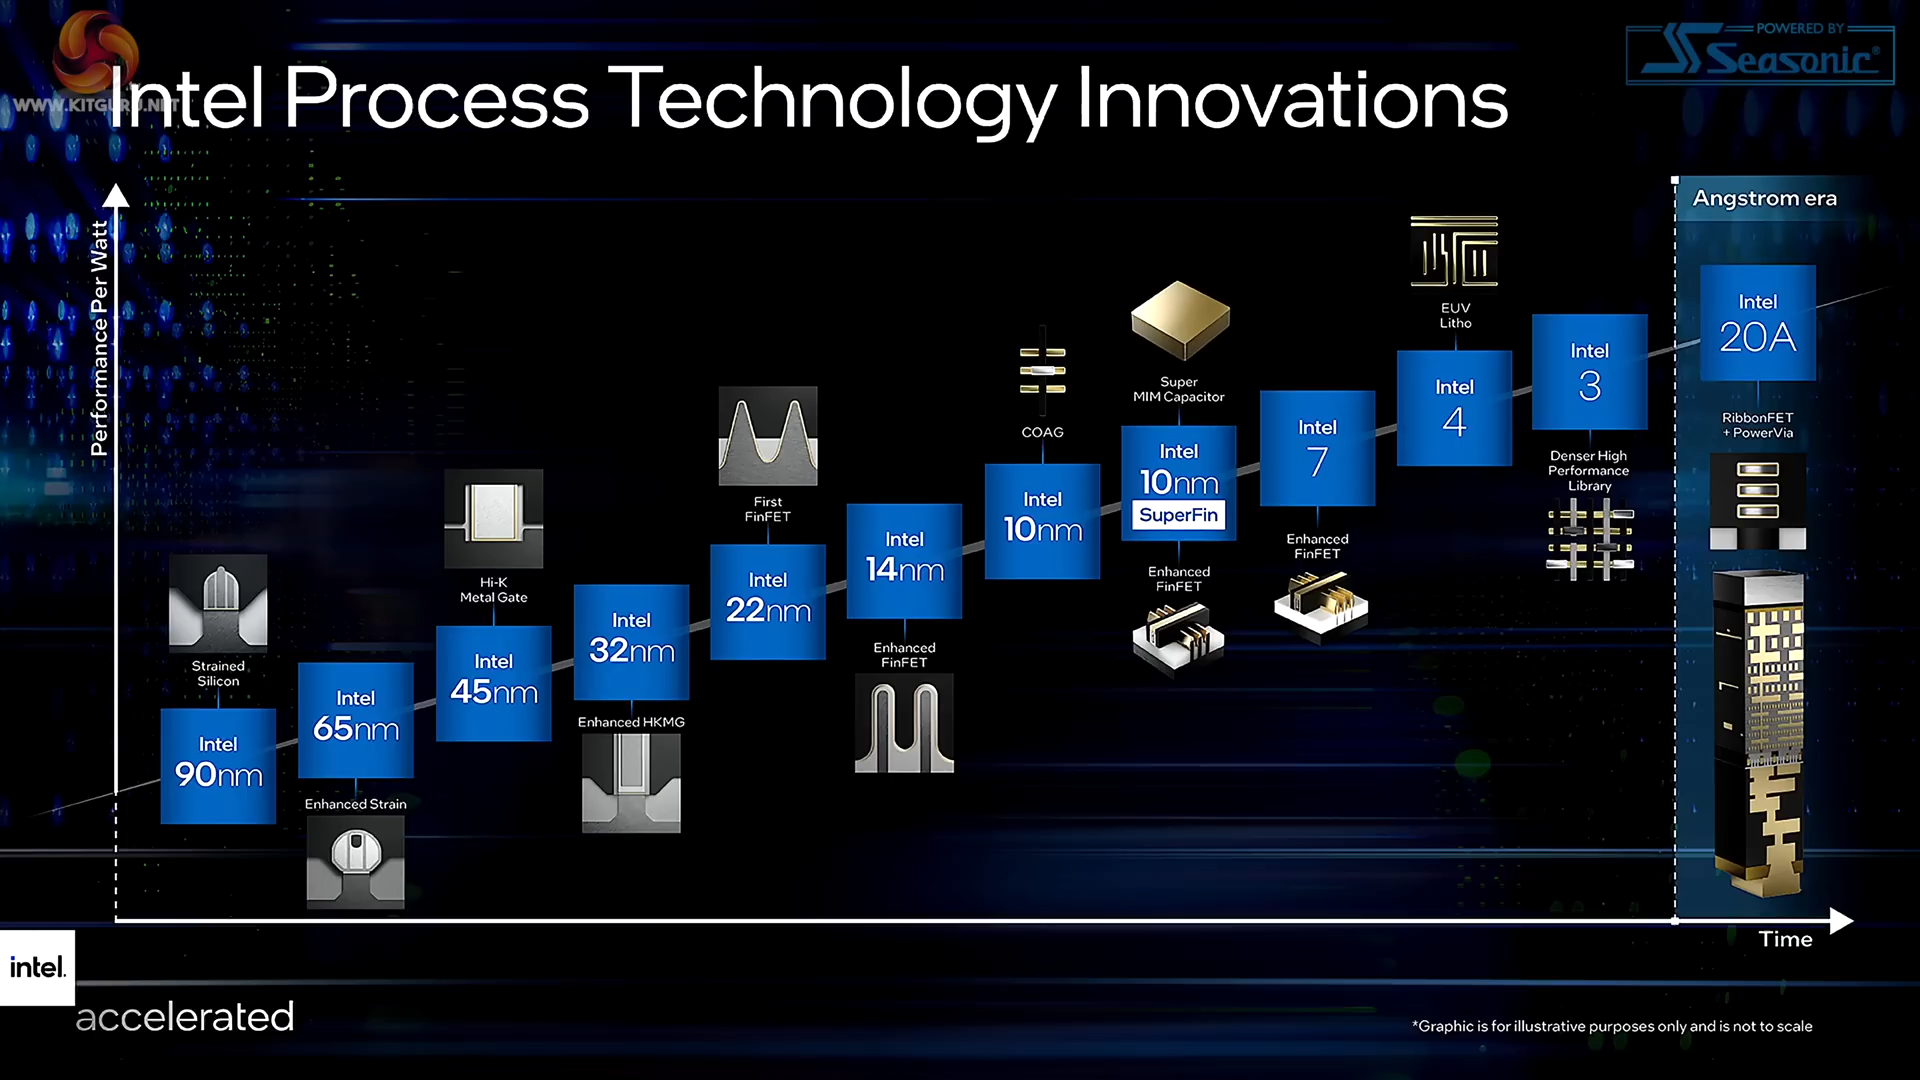 WWW.KITGURU.NET
POWERED BY
Seasonic®
Intel Process Technology Innovations
Performance Per Watt
Angstrom era
Strained
Silicon
Intel
90nm
Intel
65nm
Enhanced Strain
Hi-K
Metal Gate
Intel
45nm
Intel
32nm
Enhanced HKMG
First
FinFET
Intel
22nm
Intel
14nm
Enhanced
FinFET
COAG
Intel
10nm
Super
MIM Capacitor
Intel
10nm
SuperFin
Enhanced
FinFET
Intel
7
Enhanced
FinFET
EUV
Litho
Intel
4
Intel
3
Denser High
Performance
Library
Intel
20A
RibbonFET
+ PowerVia
Time
intel.
accelerated
*Graphic is for illustrative purposes only and is not to scale